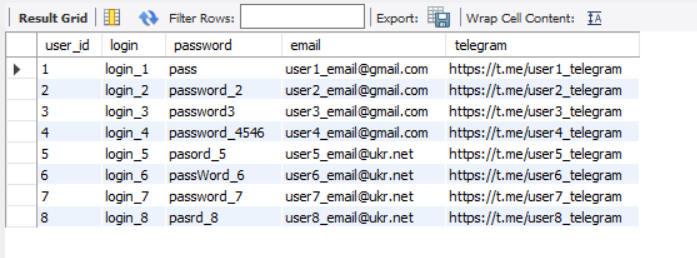 Result Grid Filter Rows: Export: Wrap Cell Content: IA
user_id login password email telegram
1 login_1 pass user1_email@gmail.com https://t.me/user1_telegram
2 login_2 password_2 user2_email@gmail.com https://t.me/user2_telegram
3 login_3 password3 user3_email@gmail.com https://t.me/user3_telegram
4 login_4 password_4546 user4_email@gmail.com https://t.me/user4_telegram
5 login_5 pasord_5 user5_email@ukr.net https://t.me/user5_telegram
6 login_6 passWord_6 user6_email@ukr.net https://t.me/user6_telegram
7 login_7 password_7 user7_email@ukr.net https://t.me/user7_telegram
8 login_8 pasrd_8 user8_email@ukr.net https://t.me/user8_telegram